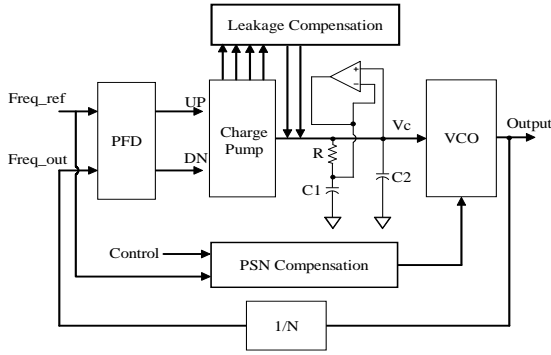 Leakage Compensation
Freq_ref
UP
PFD
Charge
Pump
+
−
Vc
VCO
Output
Freq_out
DN
R
C1
C2
Control
PSN Compensation
1/N